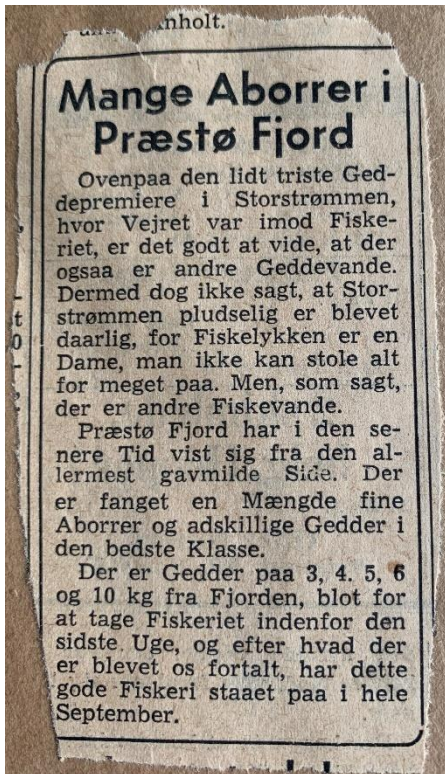 nholt.
Mange Aborrer i
Præstø Fjord
Ovenpaa den lidt triste Ged-
depremiere i Storstrømmen,
hvor Vejret var imod Fiske-
riet, er det godt at vide, at der
ogsaa er andre Geddevande.
Dermed dog ikke sagt, at Stor-
strømmen pludselig er blevet
daarlig, for Fiskelykken er en
Dame, man ikke kan stole alt
for meget paa. Men, som sagt,
der er andre Fiskevande.
Præstø Fjord har i den se-
nere Tid vist sig fra den al-
lermest gavmilde Side. Der
er fanget en Mængde fine
Aborrer og adskillige Gedder i
den bedste Klasse.
Der er Gedder paa 3, 4. 5, 6
og 10 kg fra Fjorden, blot for
at tage Fiskeriet indenfor den
sidste Uge, og efter hvad der
er blevet os fortalt, har dette
gode Fiskeri staaet paa i hele
September.